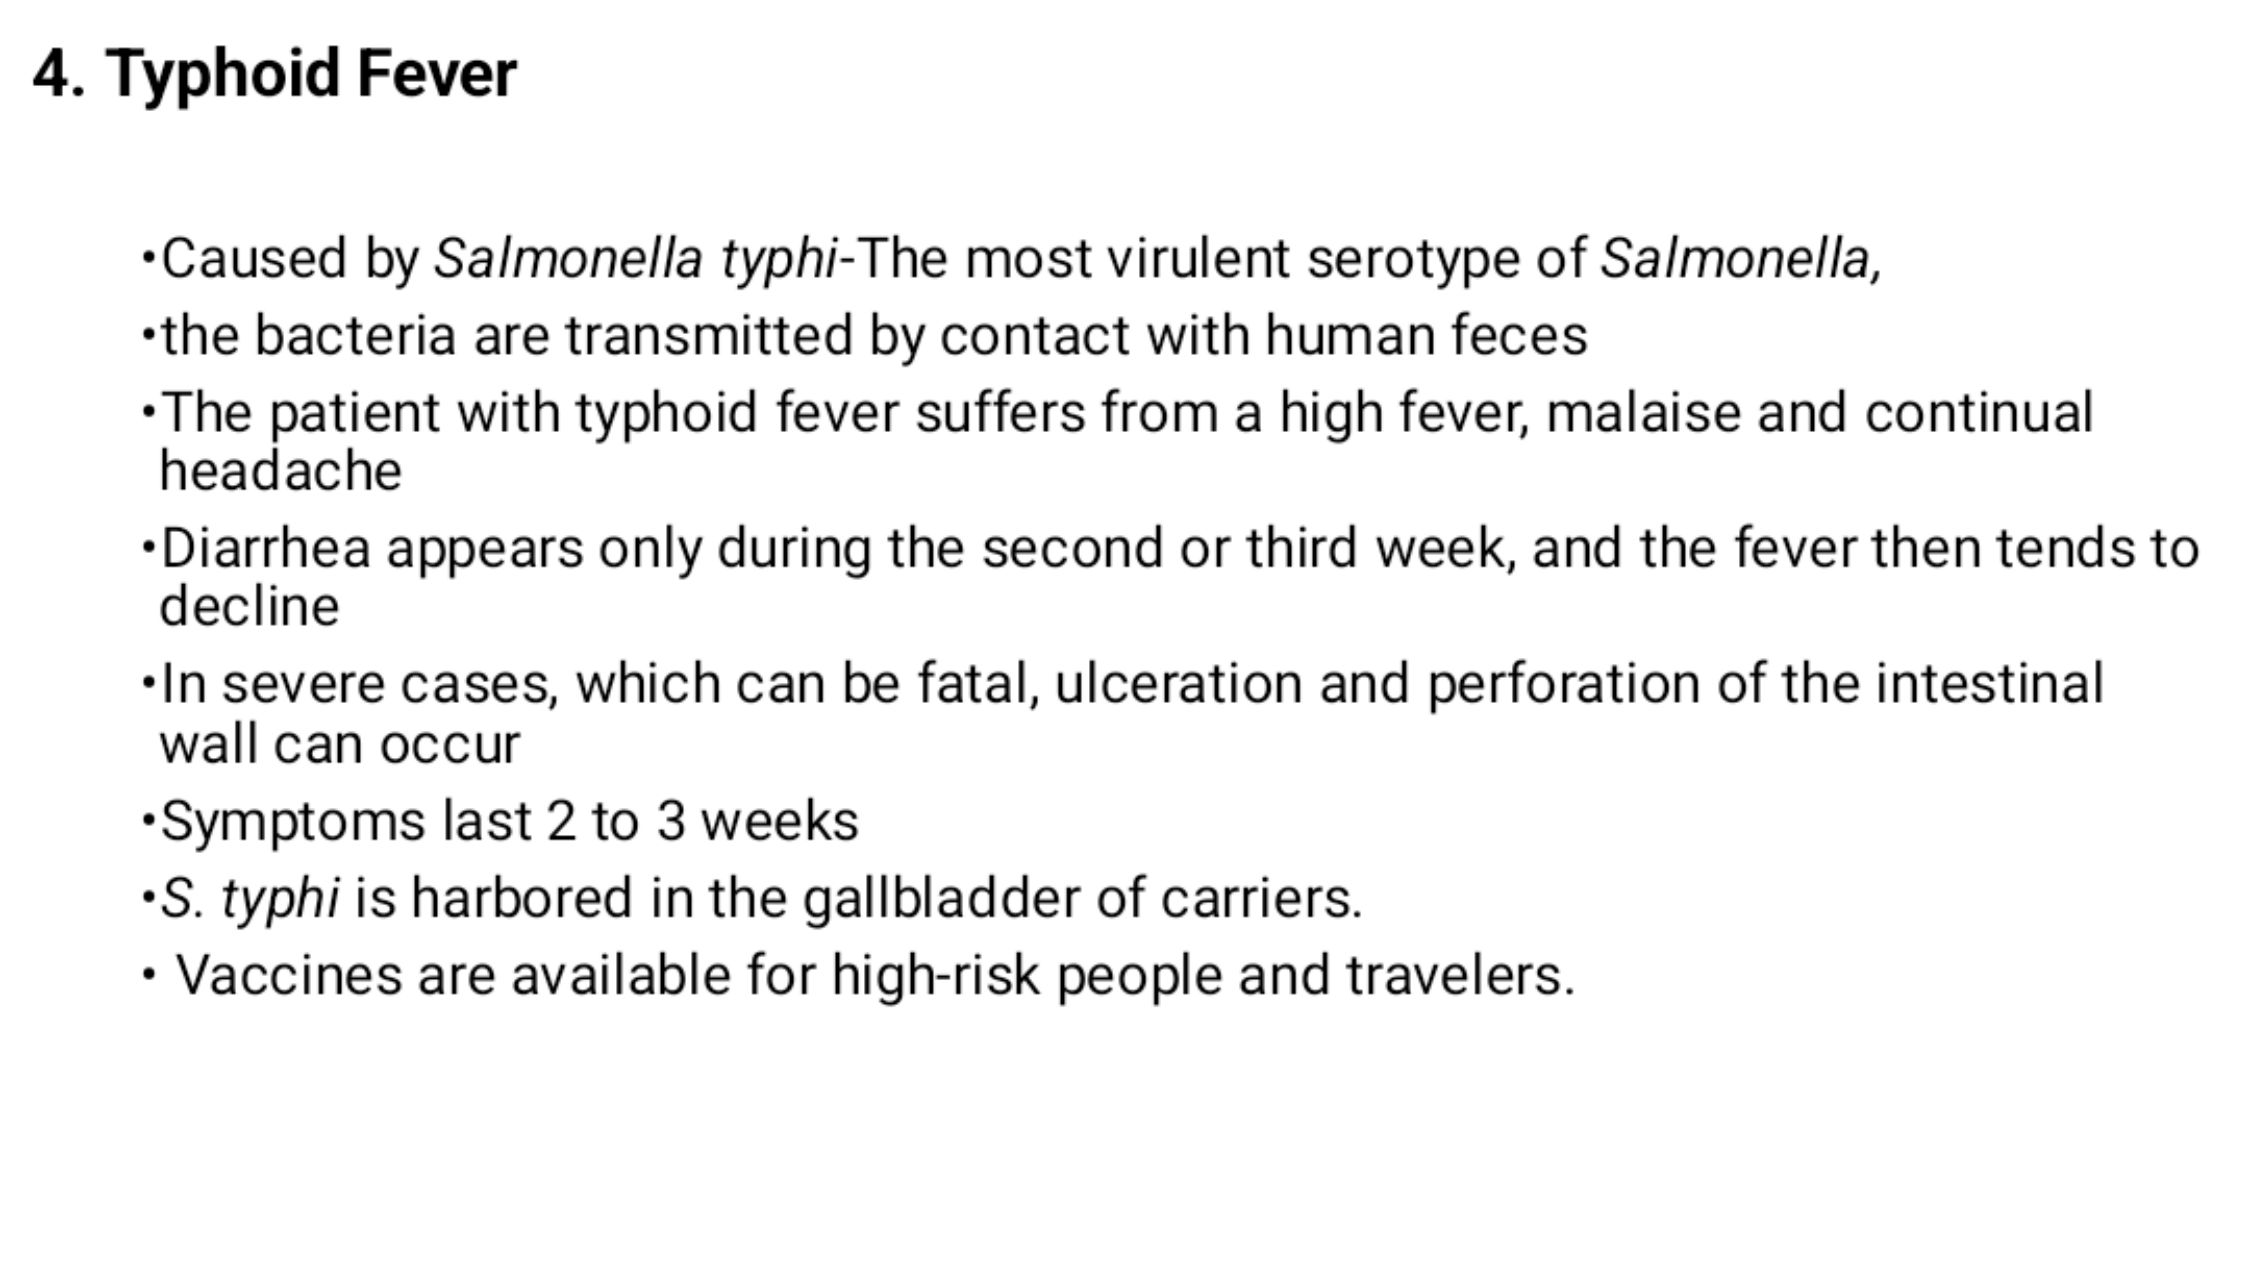 4. Typhoid Fever
•Caused by Salmonella typhi-The most virulent serotype of Salmonella,
•the bacteria are transmitted by contact with human feces
•The patient with typhoid fever suffers from a high fever, malaise and continual
headache
•Diarrhea appears only during the second or third week, and the fever then tends to
decline
•In severe cases, which can be fatal, ulceration and perforation of the intestinal
wall can occur
•Symptoms last 2 to 3 weeks
•S. typhi is harbored in the gallbladder of carriers.
• Vaccines are available for high-risk people and travelers.